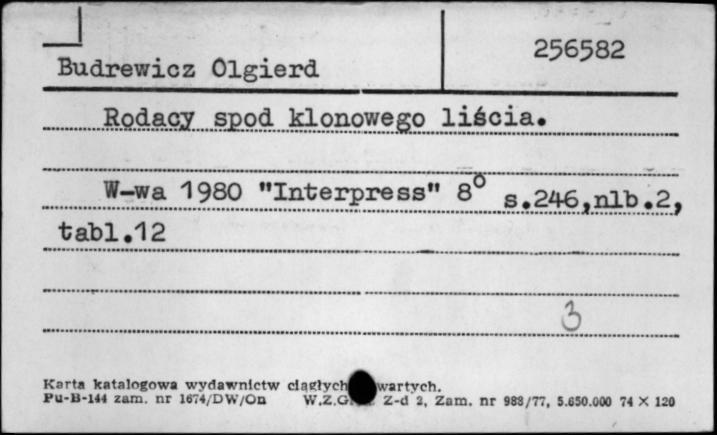 256582
Budrewicz Olgierd
Rodacy spod klonowego liścia.
W-wa 1980 "Interpress" 8° s.246,nlb.2,
tabl.12
3
Karta katalogowa wydawnictw ciągłych wartych.
Pu-B-144 zam. nr 1674/DW/On W.Z.G. Z-d 2, Zam. nr 988/77, 5.650.000 74 × 120